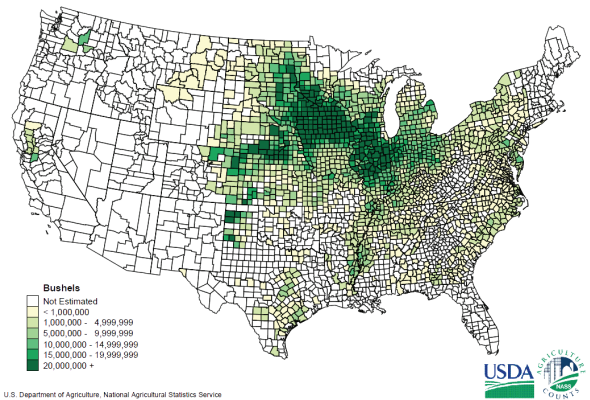 Bushels
Not Estimated
< 1,000,000
1,000,000 - 4,999,999
5,000,000 - 9,999,999
10,000,000 - 14,999,999
15,000,000 - 19,999,999
20,000,000 +
USDA
AGRICULTURE
NASS
COUNTS
U.S. Department of Agriculture, National Agricultural Statistics Service